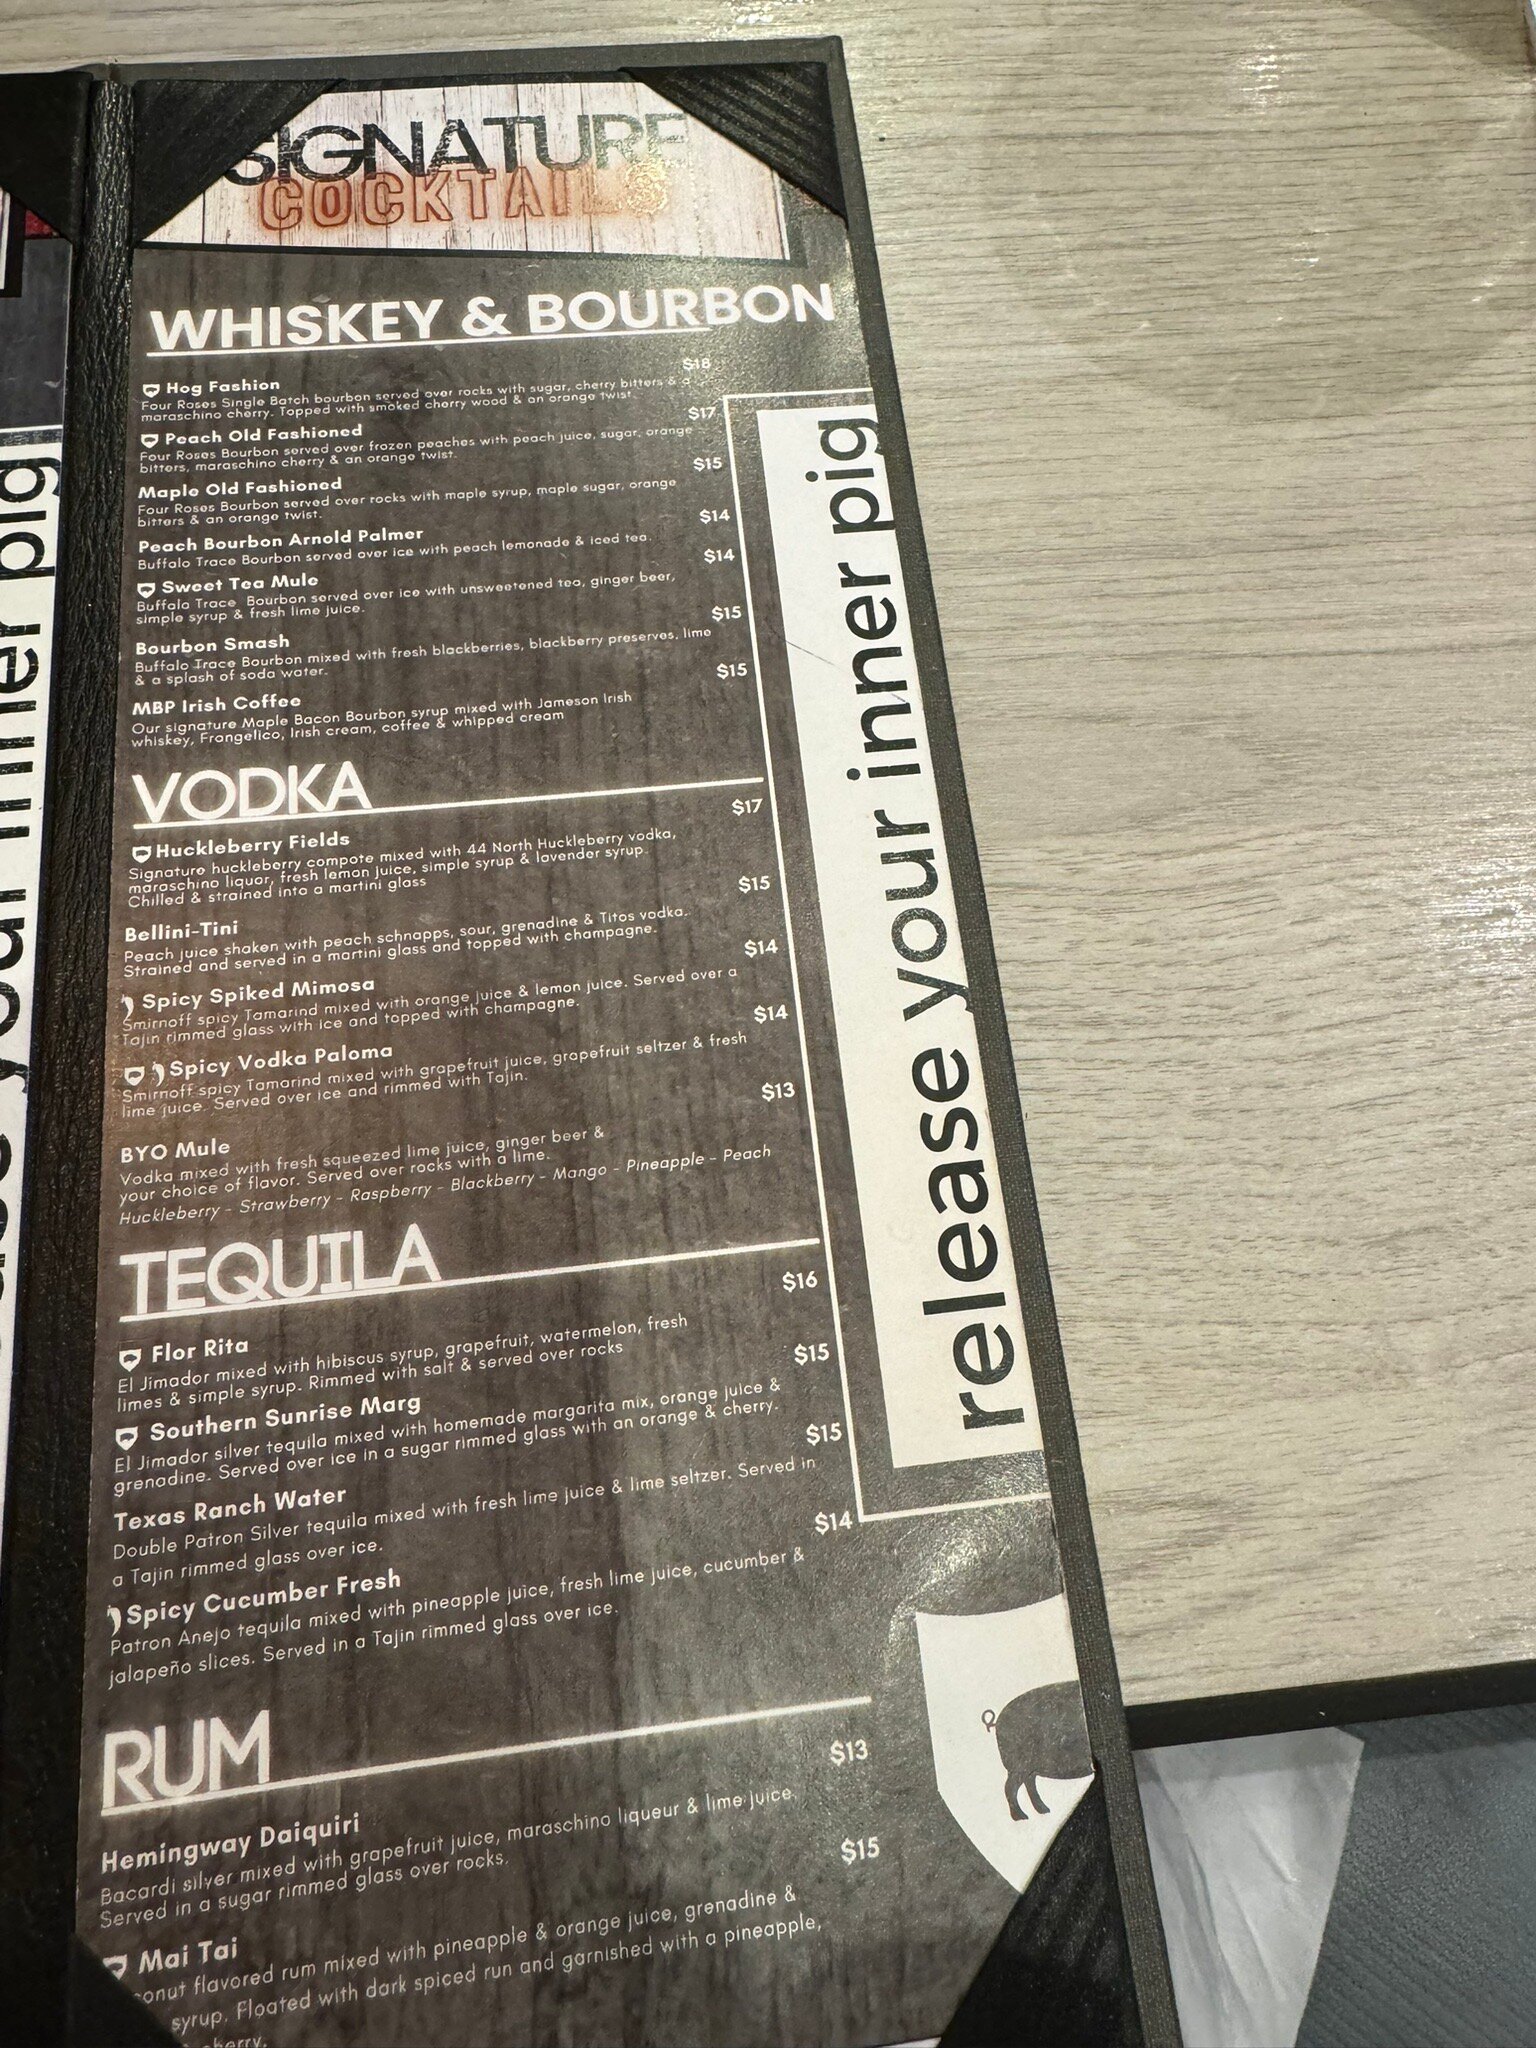 SIGNATURE
COCKTAILS
WHISKEY & BOURBON
$18
Hog Fashion
Four Roses Single Batch bourbon served over rocks with sugar, cherry bitters & a
maraschino cherry. Topped with smoked cherry wood & an orange twist.
$17
Peach Old Fashioned
Four Roses Bourbon served over frozen peaches with peach juice, sugar, orange
bitters, maraschino cherry & an orange twist.
$15
Maple Old Fashioned
Four Roses Bourbon served over rocks with maple syrup, maple sugar, orange
bitters & an orange twist.
$14
Peach Bourbon Arnold Palmer
Buffalo Trace Bourbon served over ice with peach lemonade & iced tea.
$14
Sweet Tea Mule
Buffalo Trace Bourbon served over ice with unsweetened tea, ginger beer,
simple syrup & fresh lime juice.
$15
Bourbon Smash
Buffalo Trace Bourbon mixed with fresh blackberries, blackberry preserves, lime
& a splash of soda water.
$15
MBP Irish Coffee
Our signature Maple Bacon Bourbon syrup mixed with Jameson Irish
whiskey, Frangelico, Irish cream, coffee & whipped cream
VODKA
$17
Huckleberry Fields
Signature huckleberry compote mixed with 44 North Huckleberry vodka,
maraschino liquor, fresh lemon juice, simple syrup & lavender syrup.
Chilled & strained into a martini glass
$15
Bellini-Tini
Peach juice shaken with peach schnapps, sour, grenadine & Titos vodka.
Strained and served in a martini glass and topped with champagne.
$14
Spicy Spiked Mimosa
Smirnoff spicy Tamarind mixed with orange juice & lemon juice. Served over a
Tajin rimmed glass with ice and topped with champagne.
$14
Spicy Vodka Paloma
Smirnoff spicy Tamarind mixed with grapefruit juice, grapefruit seltzer & fresh
lime juice. Served over ice and rimmed with Tajin.
$13
BYO Mule
Vodka mixed with fresh squeezed lime juice, ginger beer &
your choice of flavor. Served over rocks with a lime.
Huckleberry - Strawberry - Raspberry - Blackberry - Mango - Pineapple - Peach
TEQUILA
$16
Flor Rita
El Jimador mixed with hibiscus syrup, grapefruit, watermelon, fresh
limes & simple syrup. Rimmed with salt & served over rocks
$15
Southern Sunrise Marg
El Jimador silver tequila mixed with homemade margarita mix, orange juice &
grenadine. Served over ice in a sugar rimmed glass with an orange & cherry.
$15
Texas Ranch Water
Double Patron Silver tequila mixed with fresh lime juice & lime seltzer. Served in
a Tajin rimmed glass over ice.
$14
Spicy Cucumber Fresh
Patron Anejo tequila mixed with pineapple juice, fresh lime juice, cucumber &
jalapeño slices. Served in a Tajin rimmed glass over ice.
RUM
$13
Hemingway Daiquiri
Bacardi silver mixed with grapefruit juice, maraschino liqueur & lime juice.
Served in a sugar rimmed glass over rocks.
$15
Mai Tai
flavored rum mixed with pineapple & orange juice, grenadine &
syrup. Floated with dark spiced run and garnished with a pineapple,
cherry.
release your inner pig
your inner pig